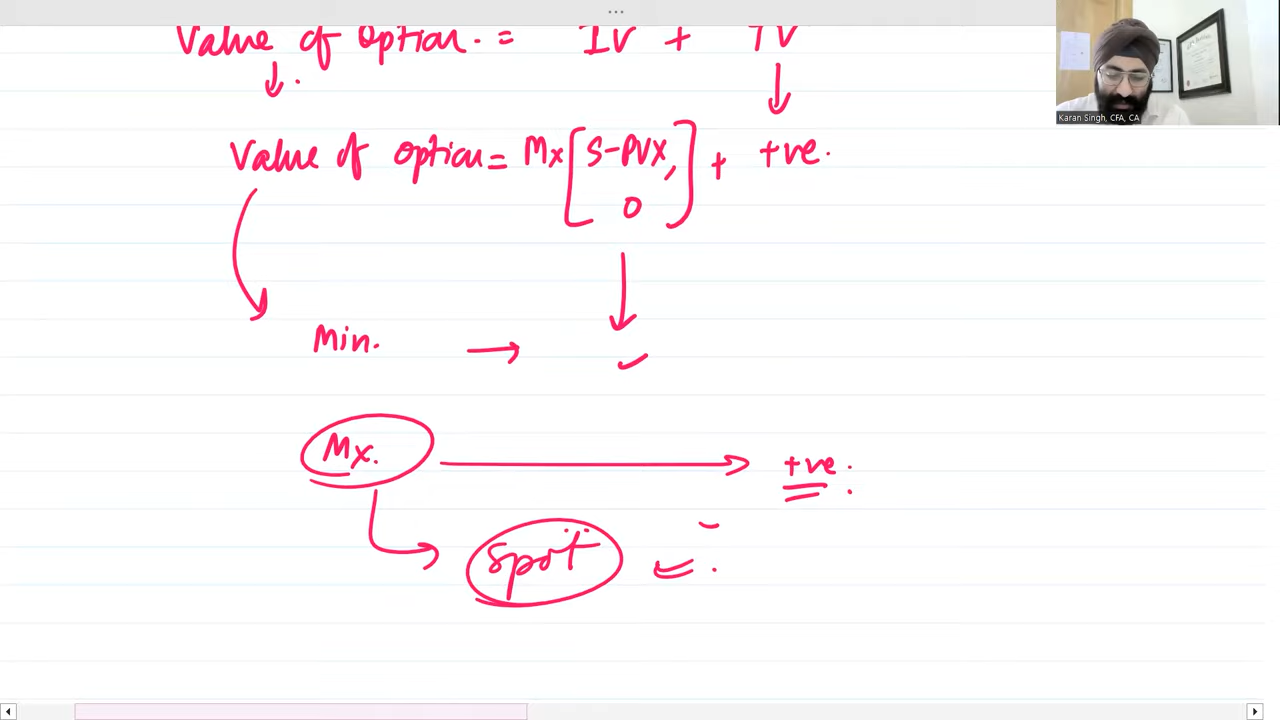 Value of option. = IV + TV
Value of option = Mx [S-PVX, 0] + +ve.
Min. →
Mx. +ve.
Spot
Karan Singh, CFA, CA